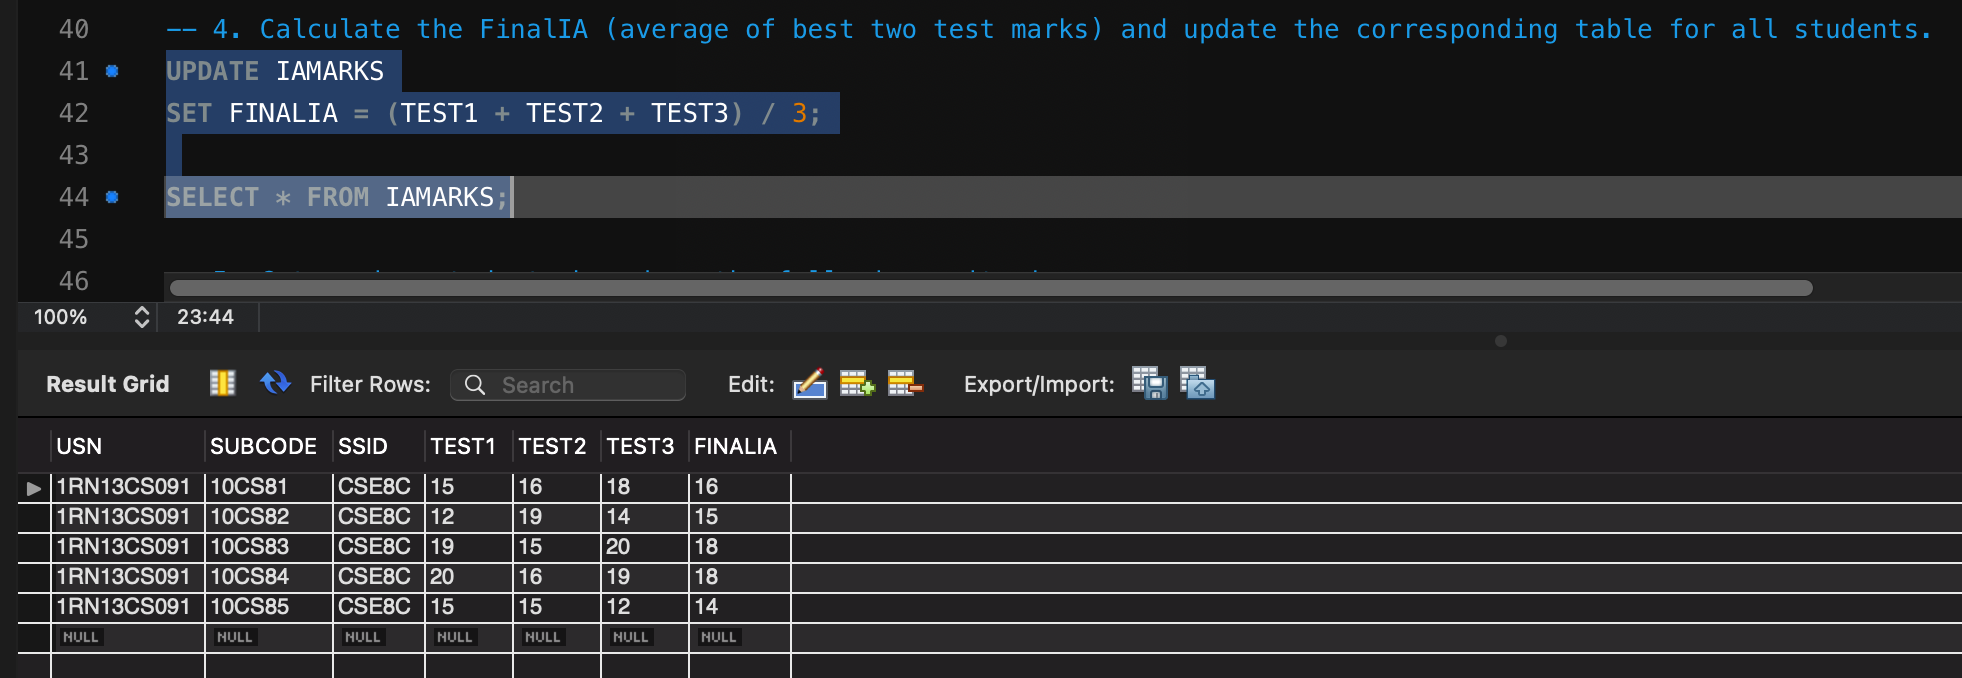 40 -- 4. Calculate the FinalIA (average of best two test marks) and update the corresponding table for all students.
41 UPDATE IAMARKS
42 SET FINALIA = (TEST1 + TEST2 + TEST3) / 3;
43
44 SELECT * FROM IAMARKS;
45
46
100% 23:44
Result Grid Filter Rows: Search Edit: Export/Import:
USN SUBCODE SSID TEST1 TEST2 TEST3 FINALIA
1RN13CS091 10CS81 CSE8C 15 16 18 16
1RN13CS091 10CS82 CSE8C 12 19 14 15
1RN13CS091 10CS83 CSE8C 19 15 20 18
1RN13CS091 10CS84 CSE8C 20 16 19 18
1RN13CS091 10CS85 CSE8C 15 15 12 14
NULL NULL NULL NULL NULL NULL NULL